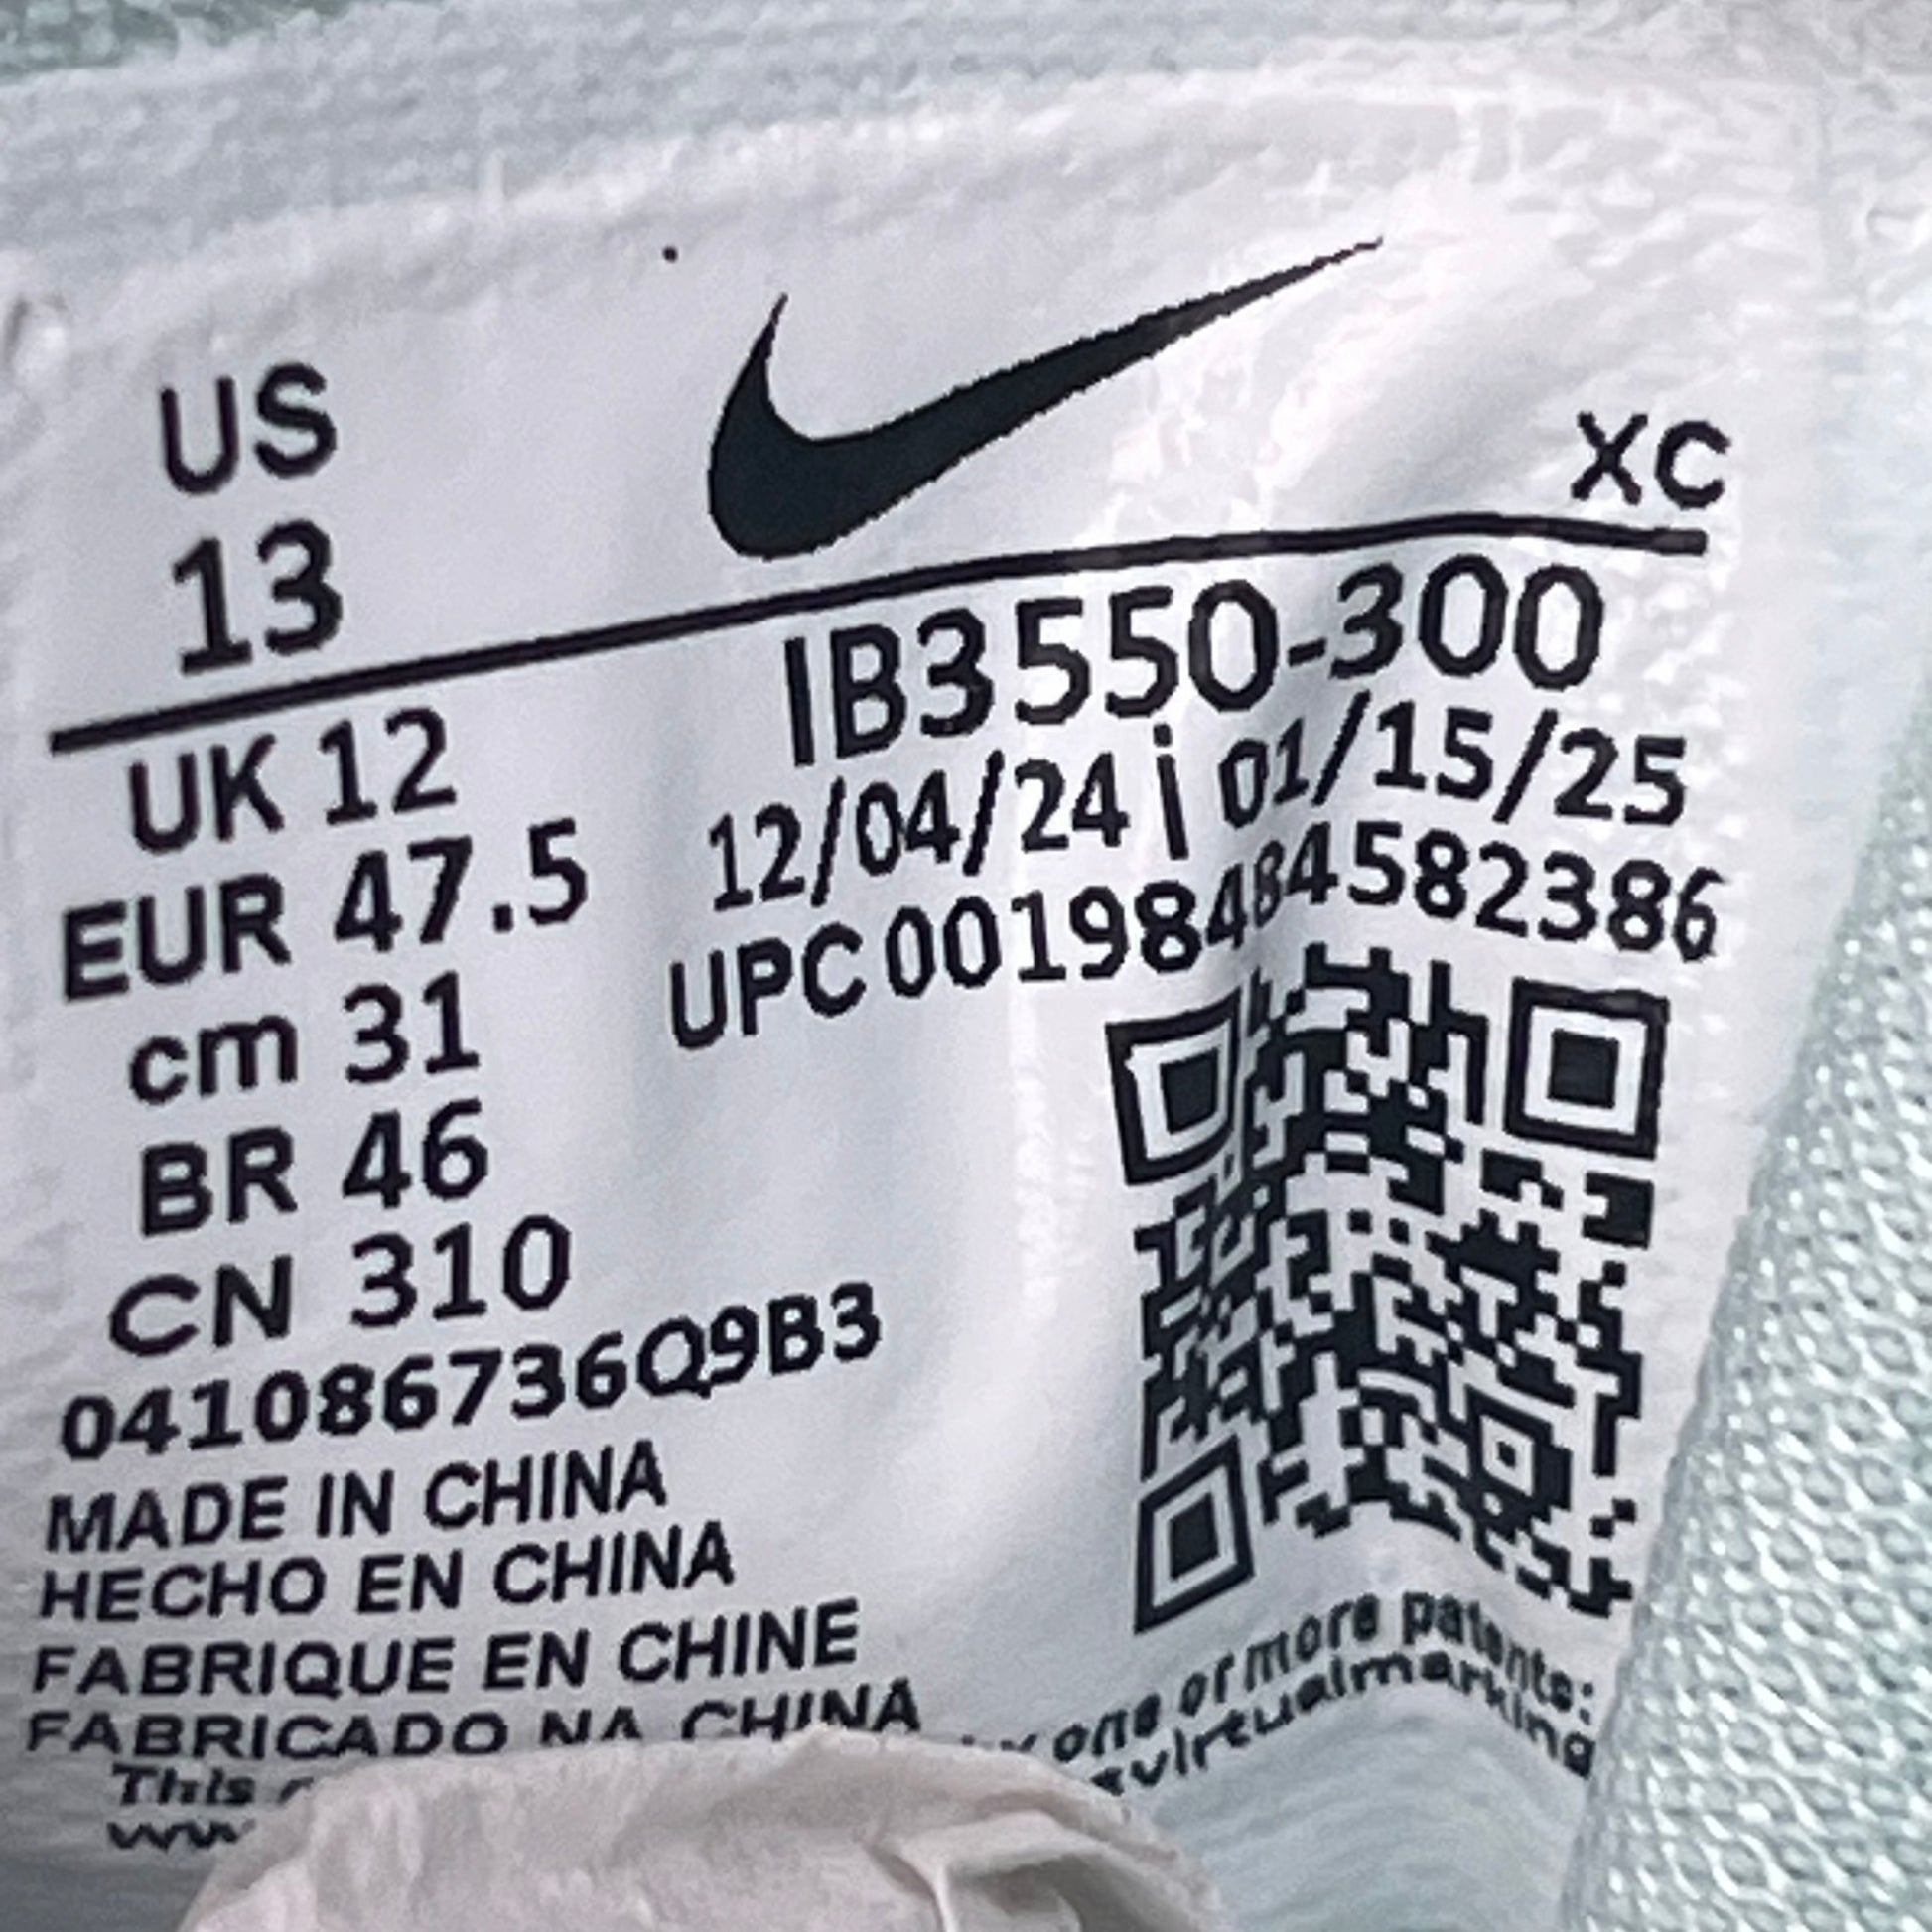 US
13
XC
IB3550-300
12/04/24 i 01/15/25
UPC 00198484582386
UK 12
EUR 47.5
cm 31
BR 46
CN 310
041086736Q9B3
MADE IN CHINA
HECHO EN CHINA
FABRIQUE EN CHINE
FABRICADO NA CHINA
This
one or more patents: